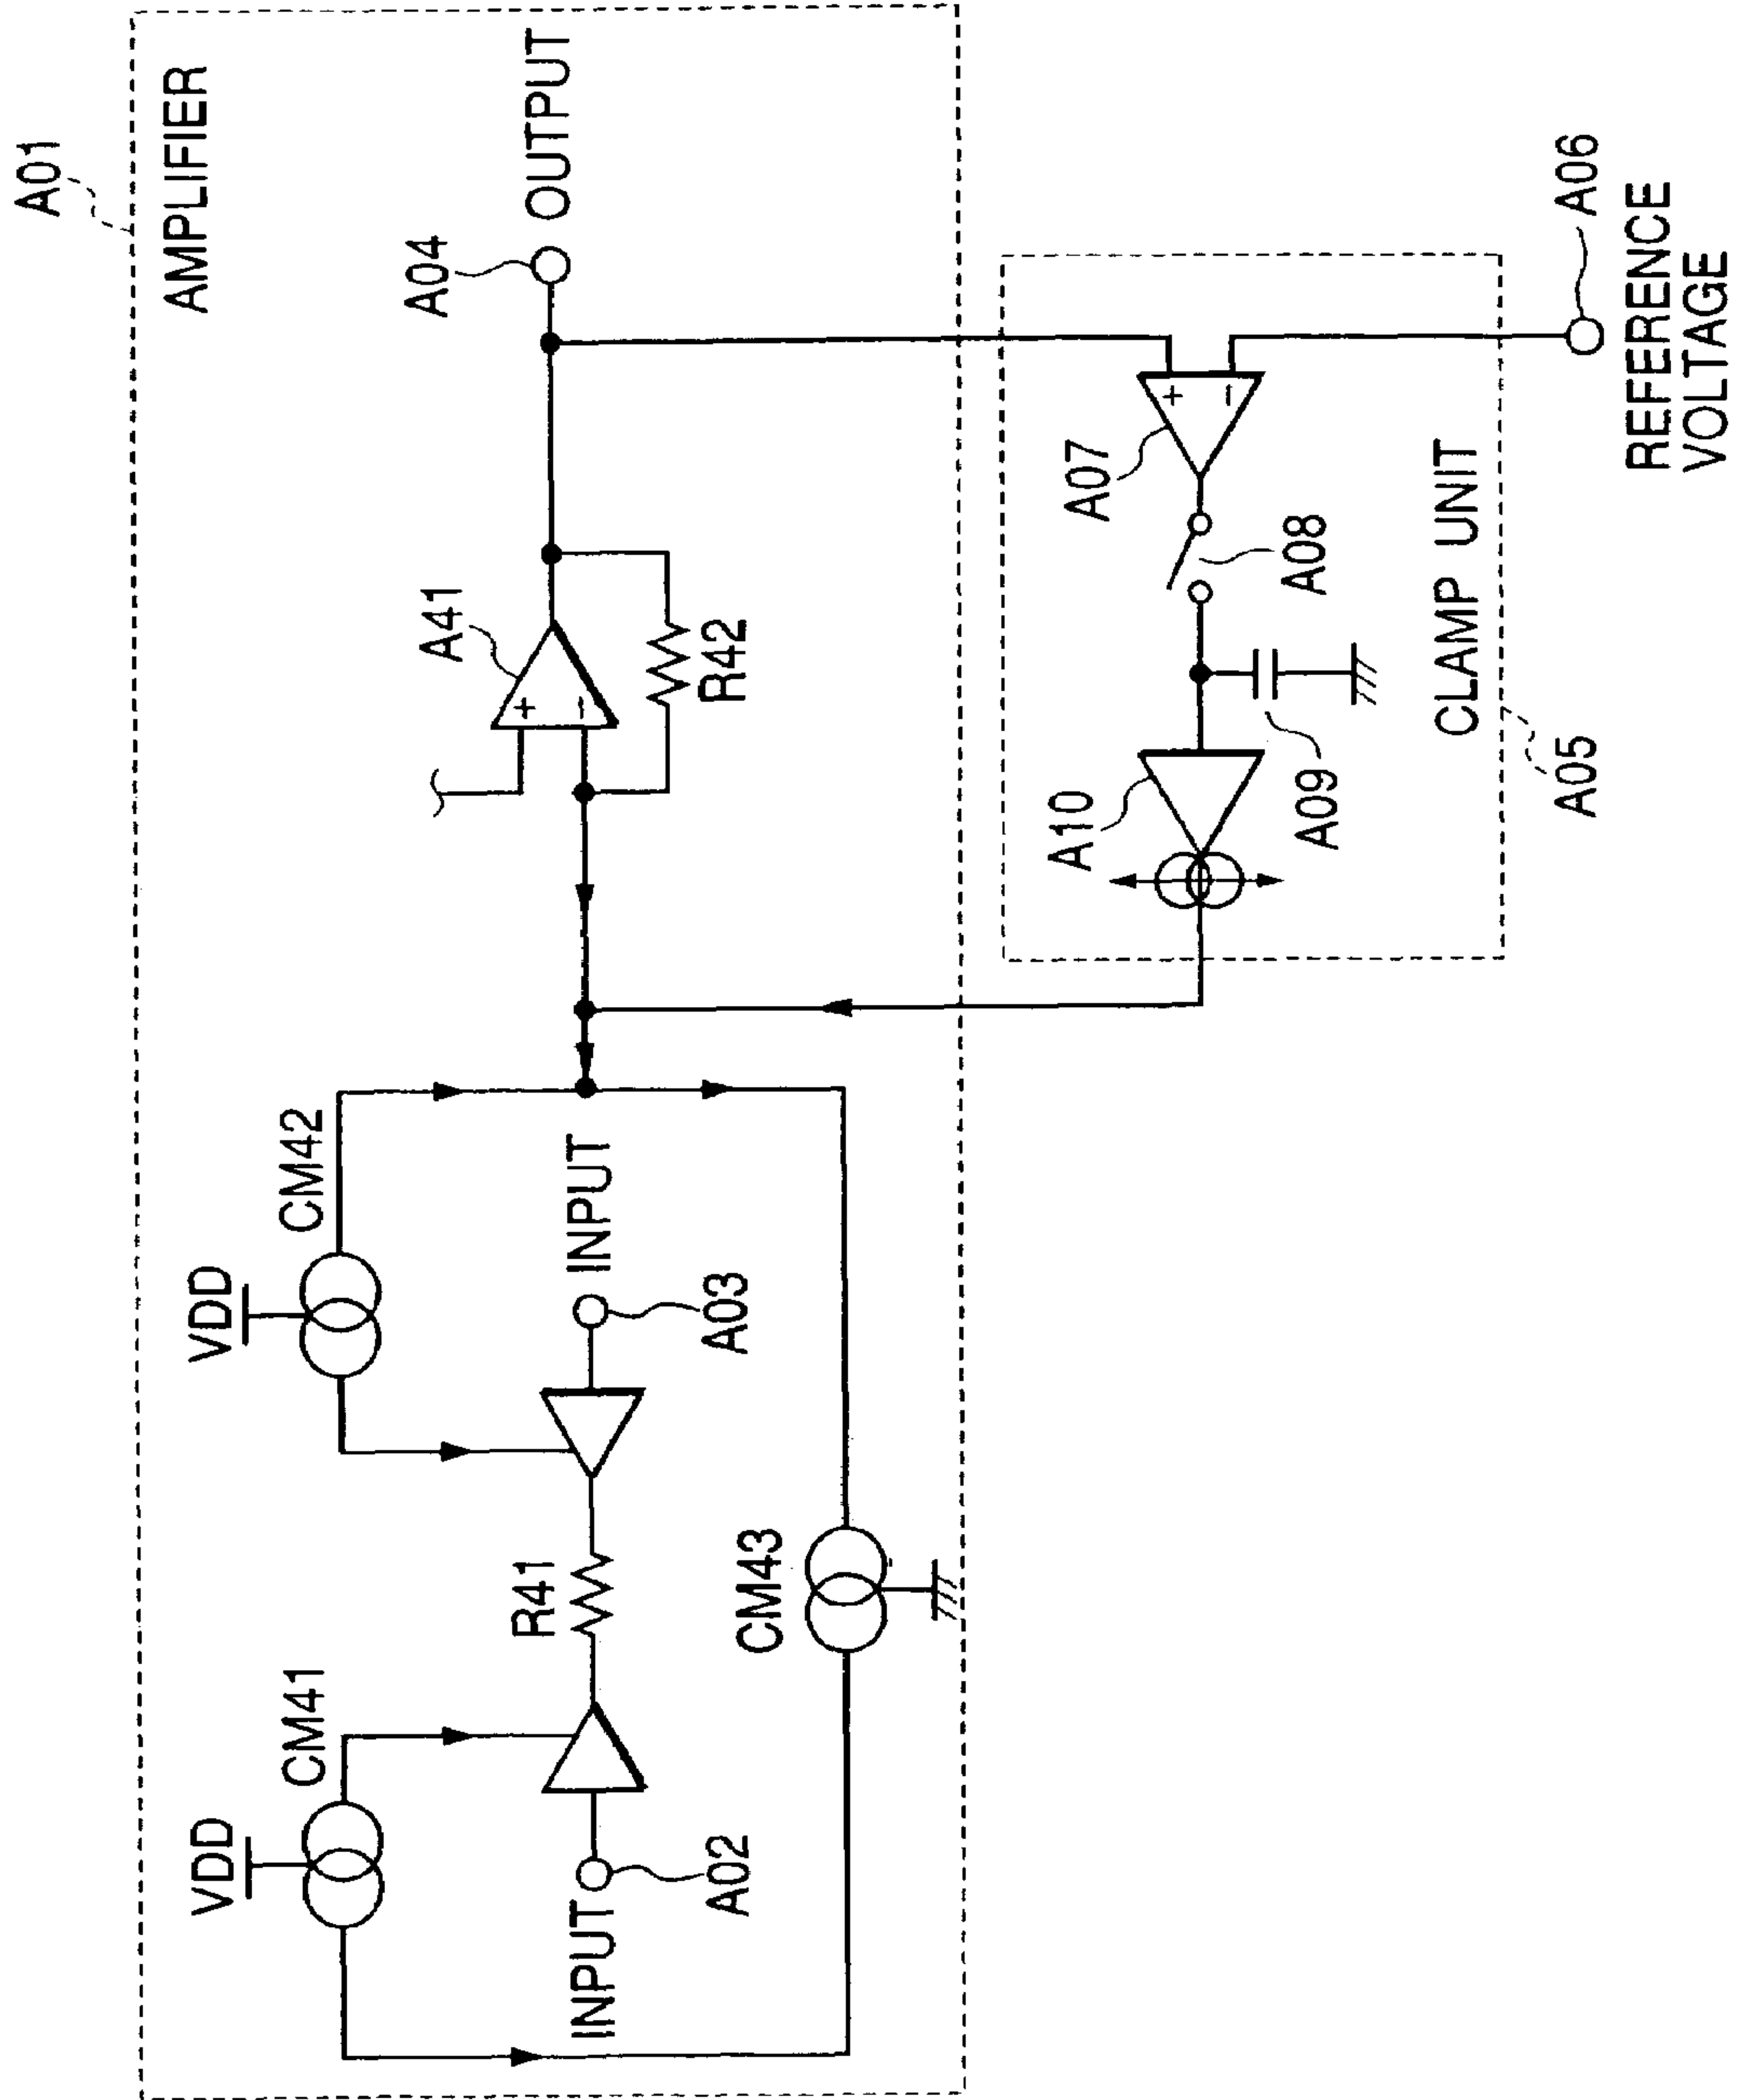 A01
AMPLIFIER
VDD
CM41
VDD
CM42
A41
A04
OUTPUT
INPUT
A02
R41
INPUT
A03
R42
CM43
A10
A07
A09
A08
CLAMP UNIT
A05
A06
REFERENCE
VOLTAGE
+
−
+
−